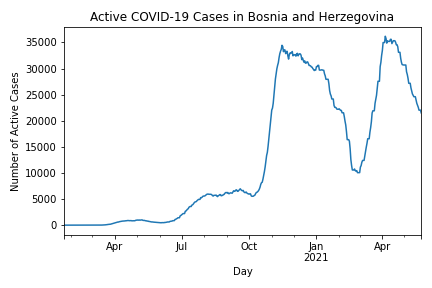 Active COVID-19 Cases in Bosnia and Herzegovina
Number of Active Cases
35000
30000
25000
20000
15000
10000
5000
0
Apr
Jul
Oct
Jan
2021
Apr
Day